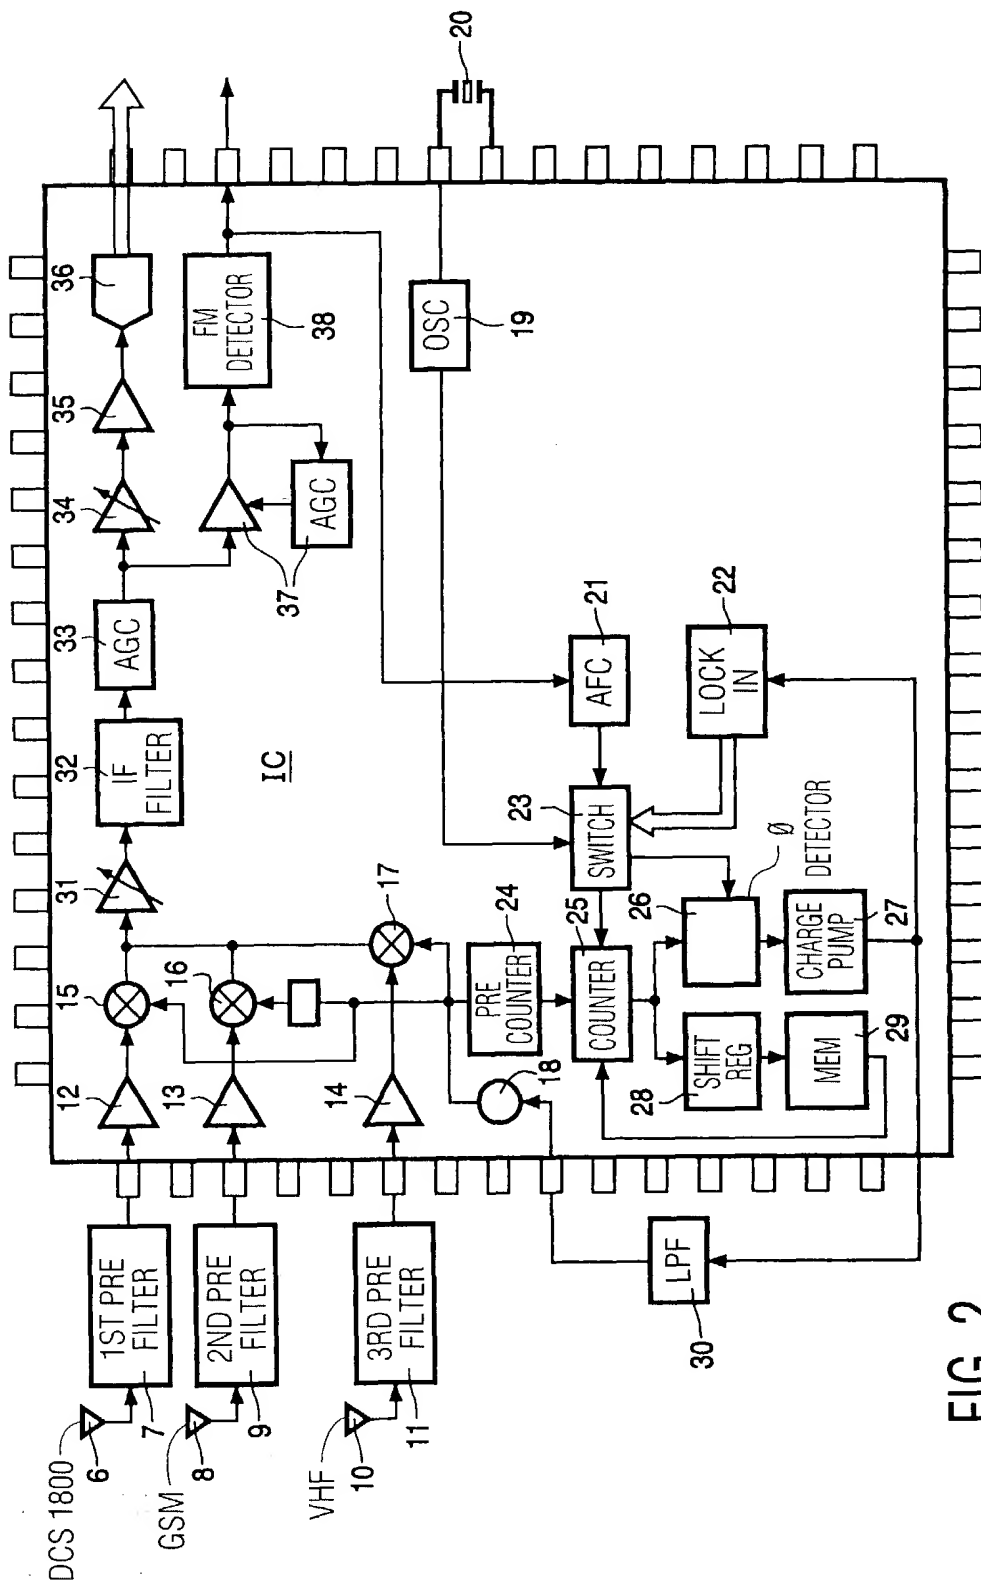 DCS 1800
6
1ST PRE
FILTER
7
GSM
8
2ND PRE
FILTER
9
VHF
10
3RD PRE
FILTER
11
12
13
14
15
16
17
18
31
IF
FILTER
32
AGC
33
34
35
36
AGC
37
FM
DETECTOR
38
IC
OSC
19
20
AFC
21
LOCK
IN
22
SWITCH
23
PRE
COUNTER
24
COUNTER
25
26
Ø
DETECTOR
CHARGE
PUMP
27
SHIFT
REG
28
MEM
29
LPF
30
FIG. 2